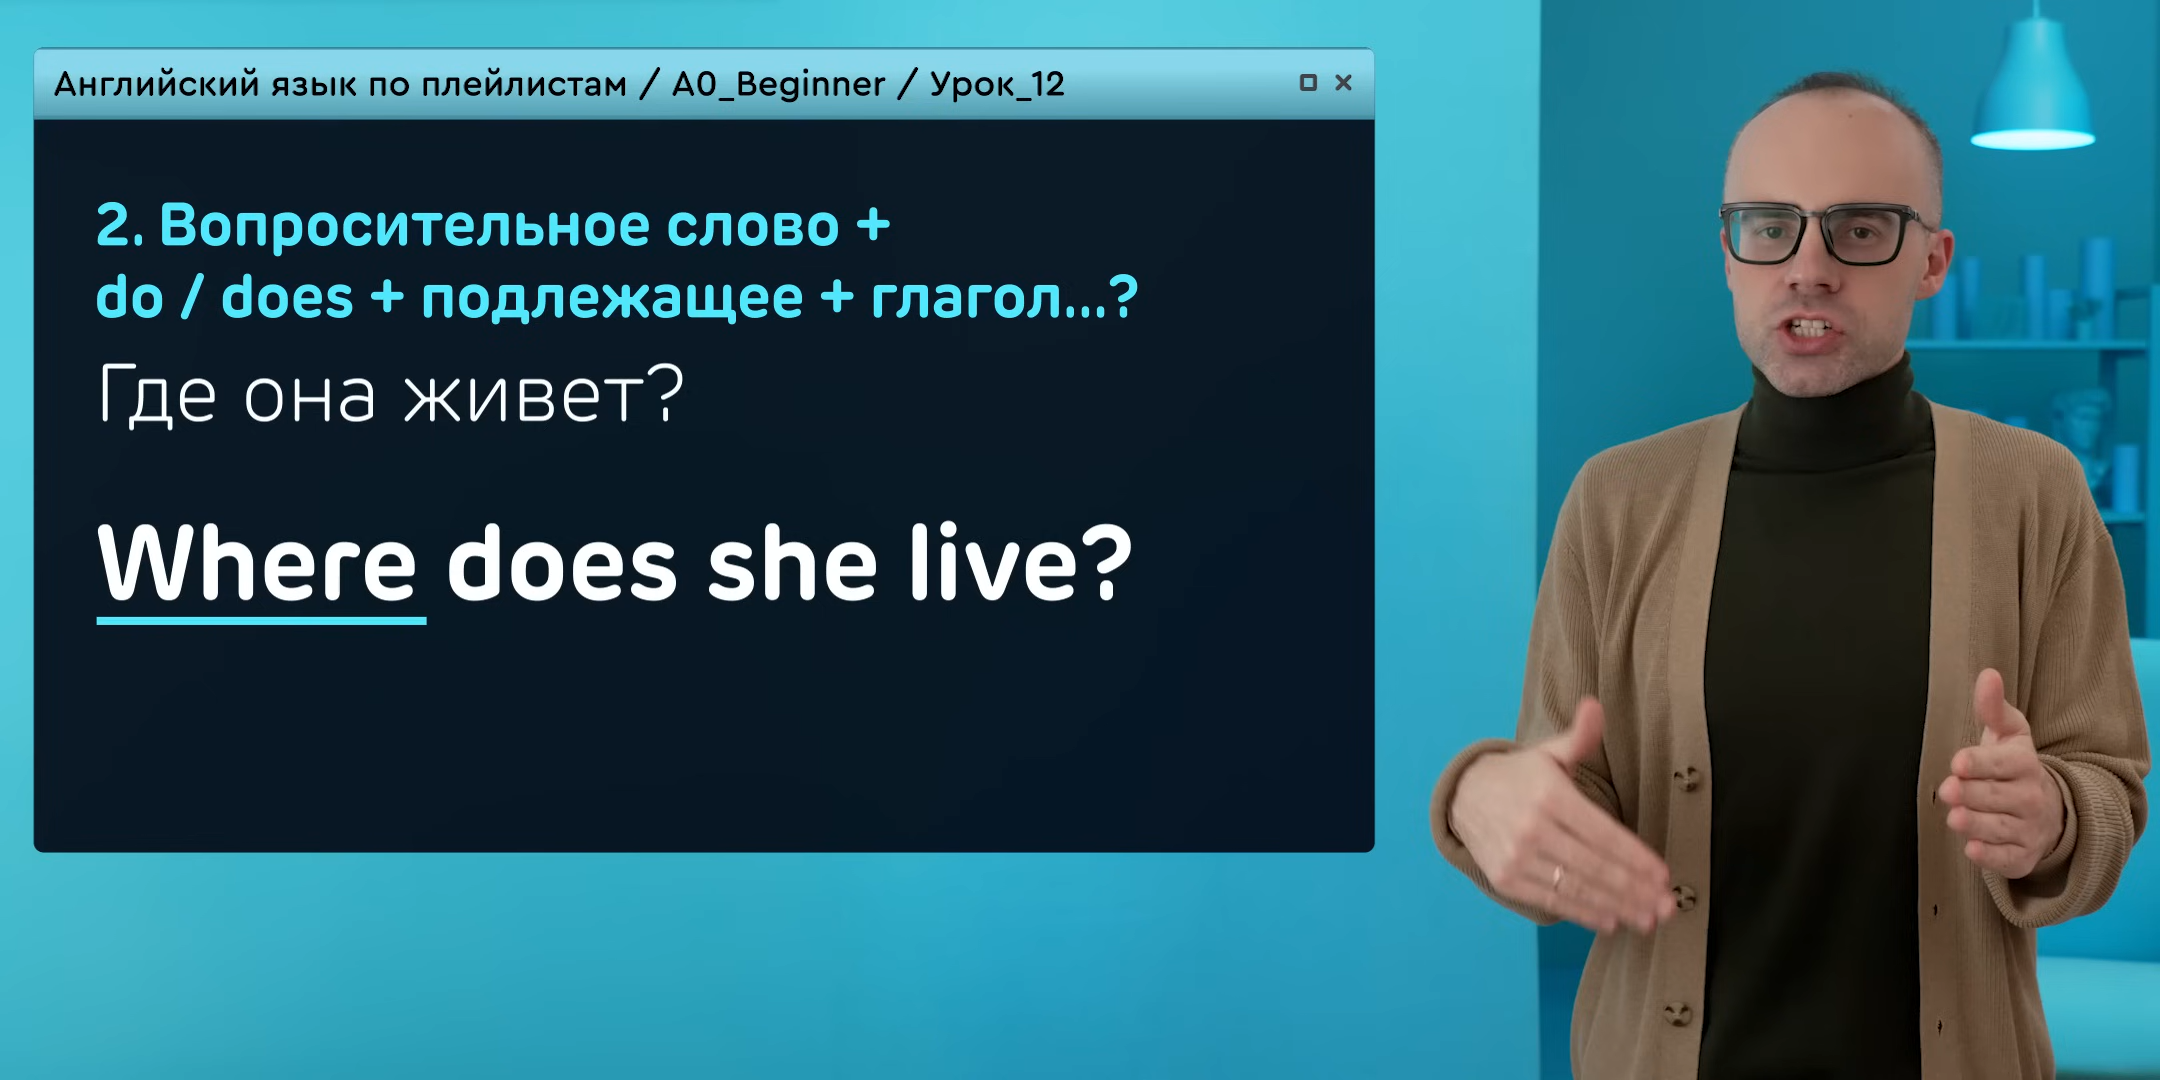 Английский язык по плейлистам / A0_Beginner / Урок_12
2. Вопросительное слово +
do / does + подлежащее + глагол...?
Где она живет?
Where does she live?